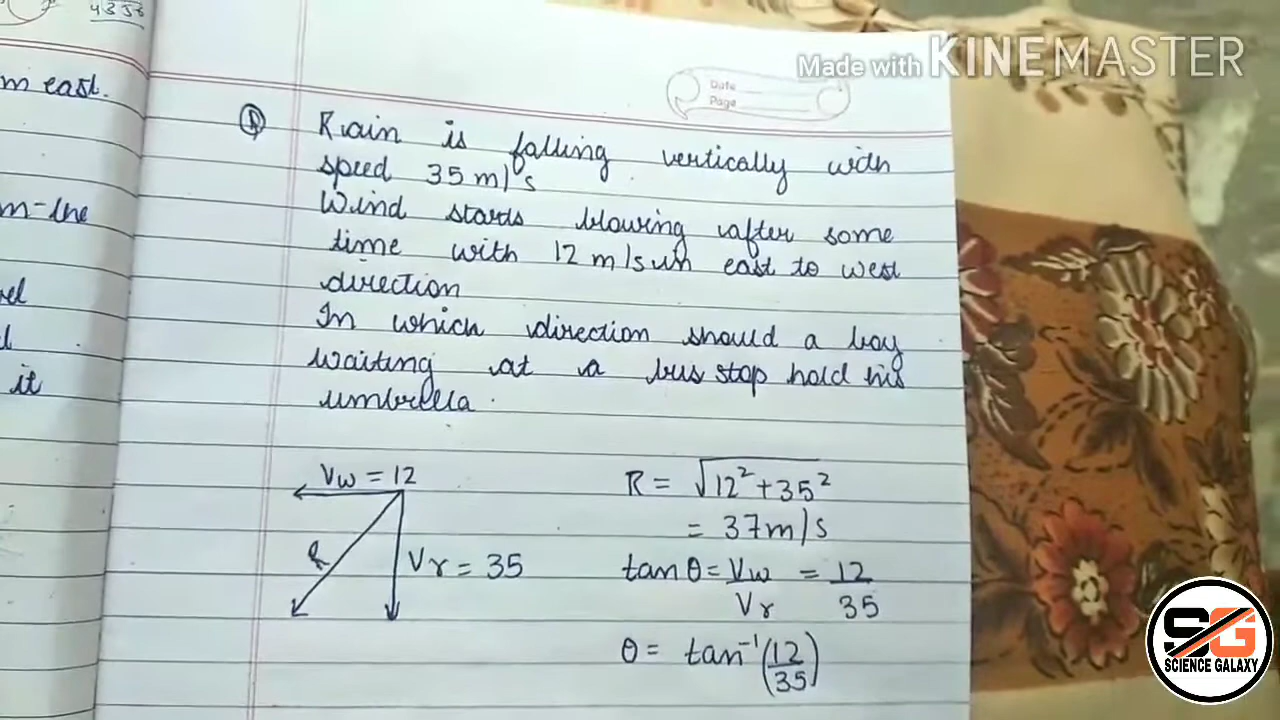 4356
Made with KINEMASTER
Date
Page
m east.
m-the
it
Q Rain is falling vertically with
speed 35 m/s
Wind starts blowing after some
time with 12 m/s in east to west
direction
In which direction should a boy
waiting at a bus stop hold his
umbrella.
Vw = 12
R
Vr = 35
R = √12² + 35²
= 37 m/s
tan θ = Vw/Vr = 12/35
θ = tan⁻¹(12/35)
SG
SCIENCE GALAXY